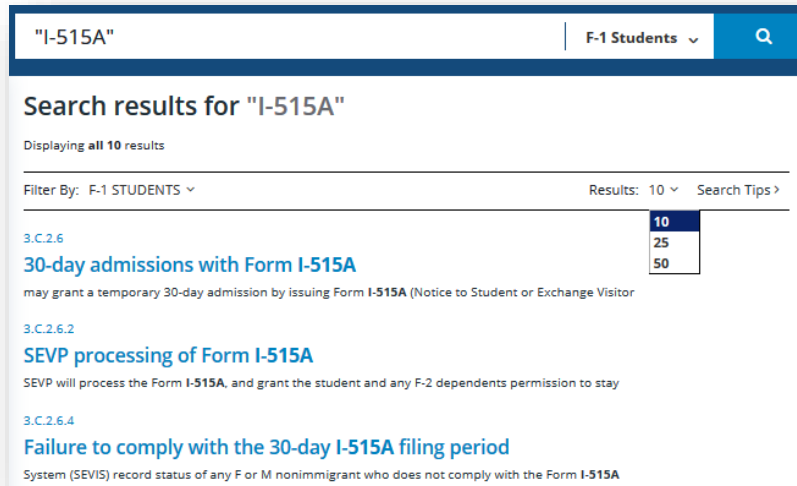 "I-515A" F-1 Students
Search results for "I-515A"
Displaying all 10 results
Filter By: F-1 STUDENTS Results: 10 Search Tips >
10
25
50
3.C.2.6
30-day admissions with Form I-515A
may grant a temporary 30-day admission by issuing Form I-515A (Notice to Student or Exchange Visitor
3.C.2.6.2
SEVP processing of Form I-515A
SEVP will process the Form I-515A, and grant the student and any F-2 dependents permission to stay
3.C.2.6.4
Failure to comply with the 30-day I-515A filing period
System (SEVIS) record status of any F or M nonimmigrant who does not comply with the Form I-515A